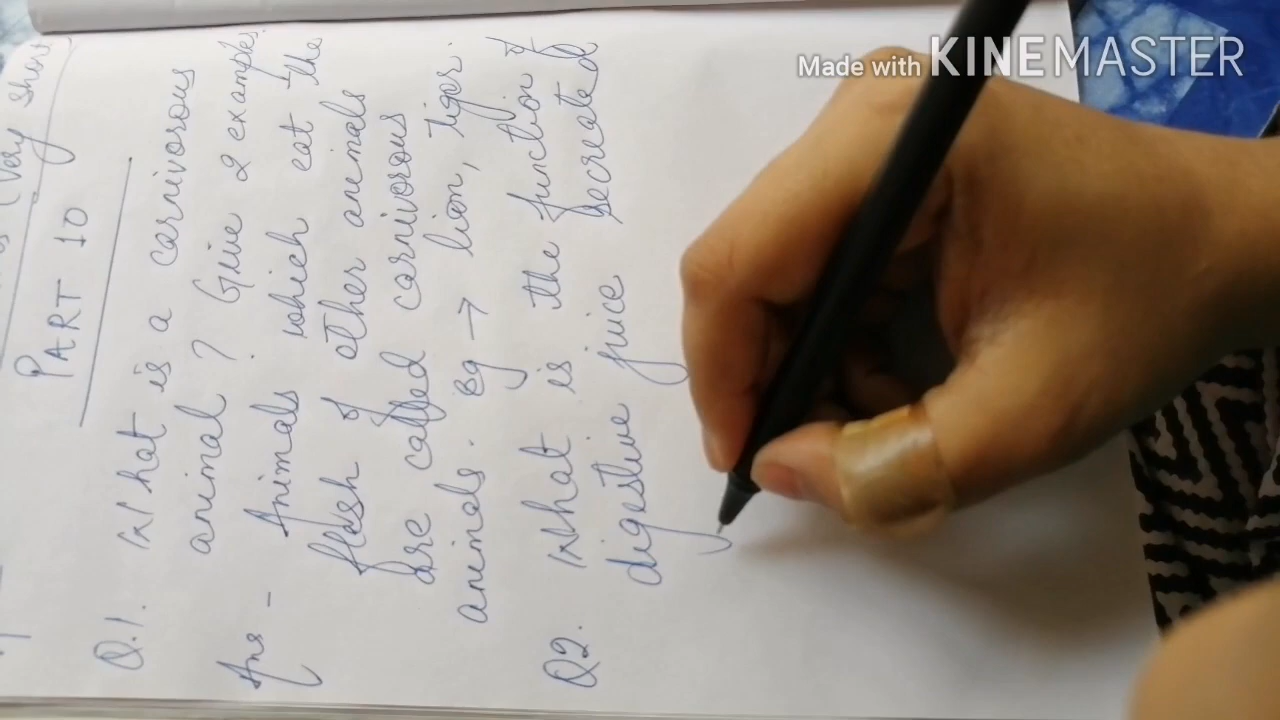 (Very Short
PART 10
Q.1. What is a carnivorous
animal ? Give 2 examples.
Ans - Animals which eat the
flesh of other animals
are called carnivorous
animals. eg → lion, tiger.
Q2. What is the function of
digestive juice secreated
Made with KINEMASTER